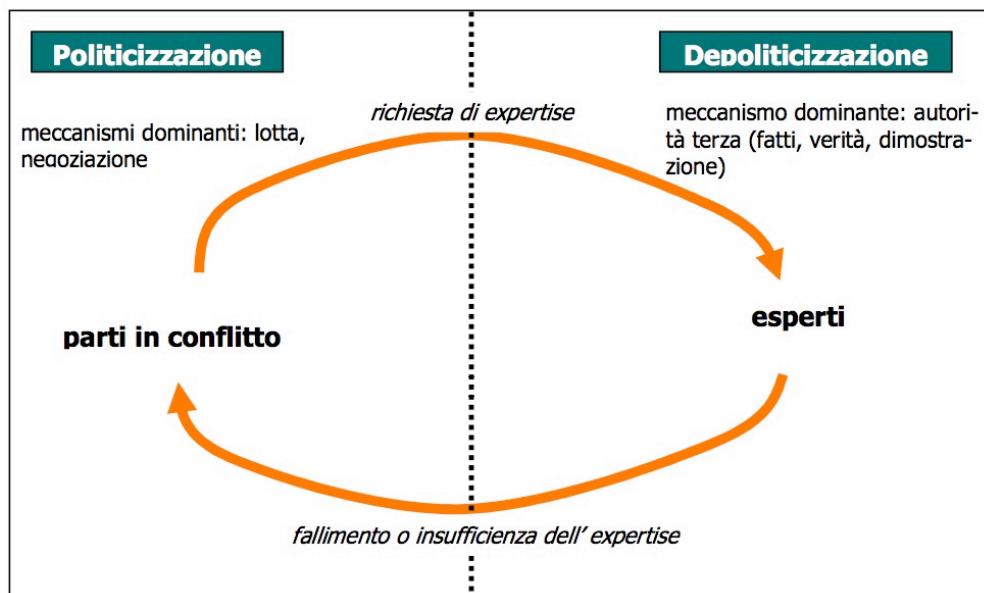 Politicizzazione
Depoliticizzazione
richiesta di expertise
meccanismi dominanti: lotta,
negoziazione
meccanismo dominante: autori-
tà terza (fatti, verità, dimostra-
zione)
parti in conflitto
esperti
fallimento o insufficienza dell' expertise